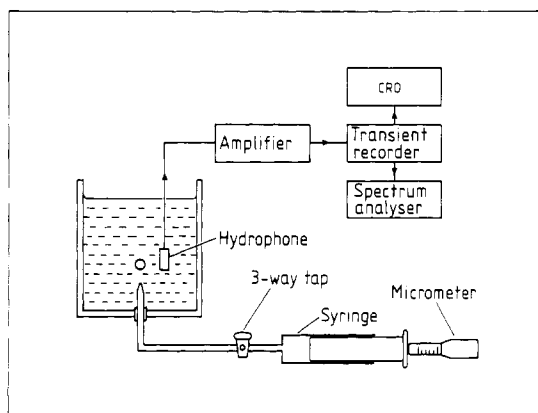 CRO
Amplifier
Transient
recorder
Spectrum
analyser
Hydrophone
3-way tap
Syringe
Micrometer